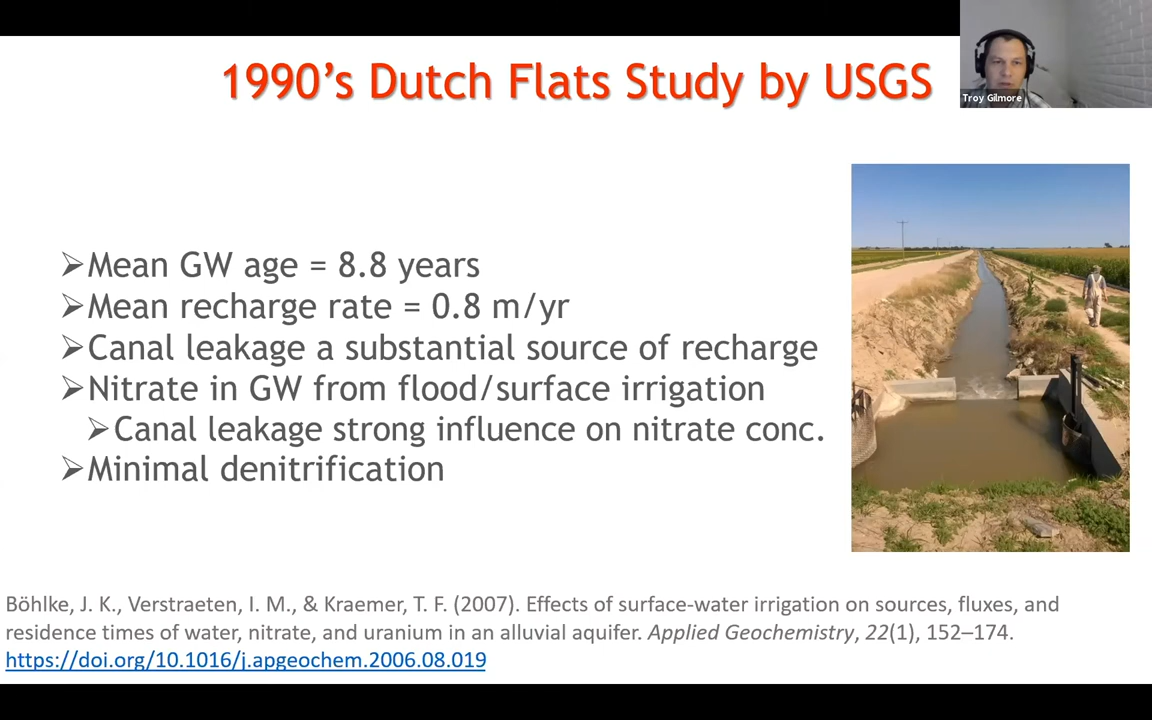 1990's Dutch Flats Study by USGS
Troy Gilmore
➢Mean GW age = 8.8 years
➢Mean recharge rate = 0.8 m/yr
➢Canal leakage a substantial source of recharge
➢Nitrate in GW from flood/surface irrigation
➢Canal leakage strong influence on nitrate conc.
➢Minimal denitrification
Böhlke, J. K., Verstraeten, I. M., & Kraemer, T. F. (2007). Effects of surface-water irrigation on sources, fluxes, and
residence times of water, nitrate, and uranium in an alluvial aquifer. Applied Geochemistry, 22(1), 152–174.
https://doi.org/10.1016/j.apgeochem.2006.08.019